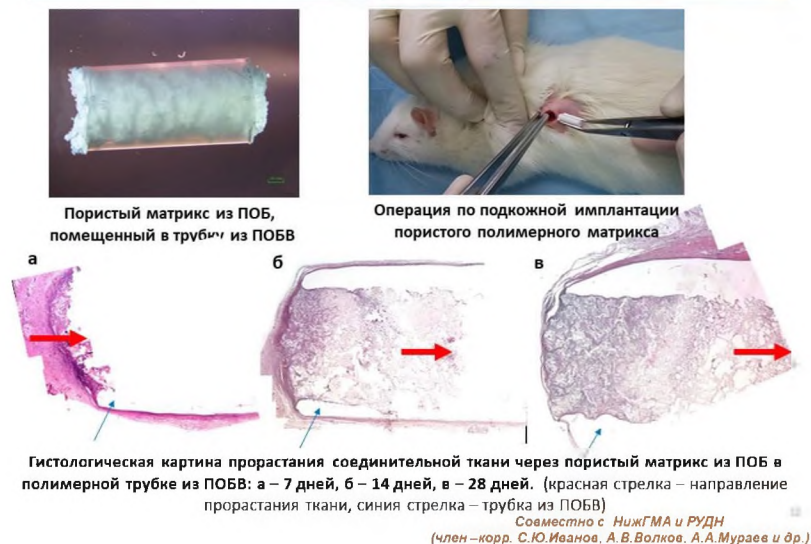 Пористый матрикс из ПОБ,
помещенный в трубку из ПОБВ
Операция по подкожной имплантации
пористого полимерного матрикса
а
б
в
Гистологическая картина прорастания соединительной ткани через пористый матрикс из ПОБ в
полимерной трубке из ПОБВ: а – 7 дней, б – 14 дней, в – 28 дней. (красная стрелка – направление
прорастания ткани, синия стрелка – трубка из ПОБВ)
Совместно с НижГМА и РУДН
(член –корр. С.Ю.Иванов, А.В.Волков, А.А.Мураев и др.)